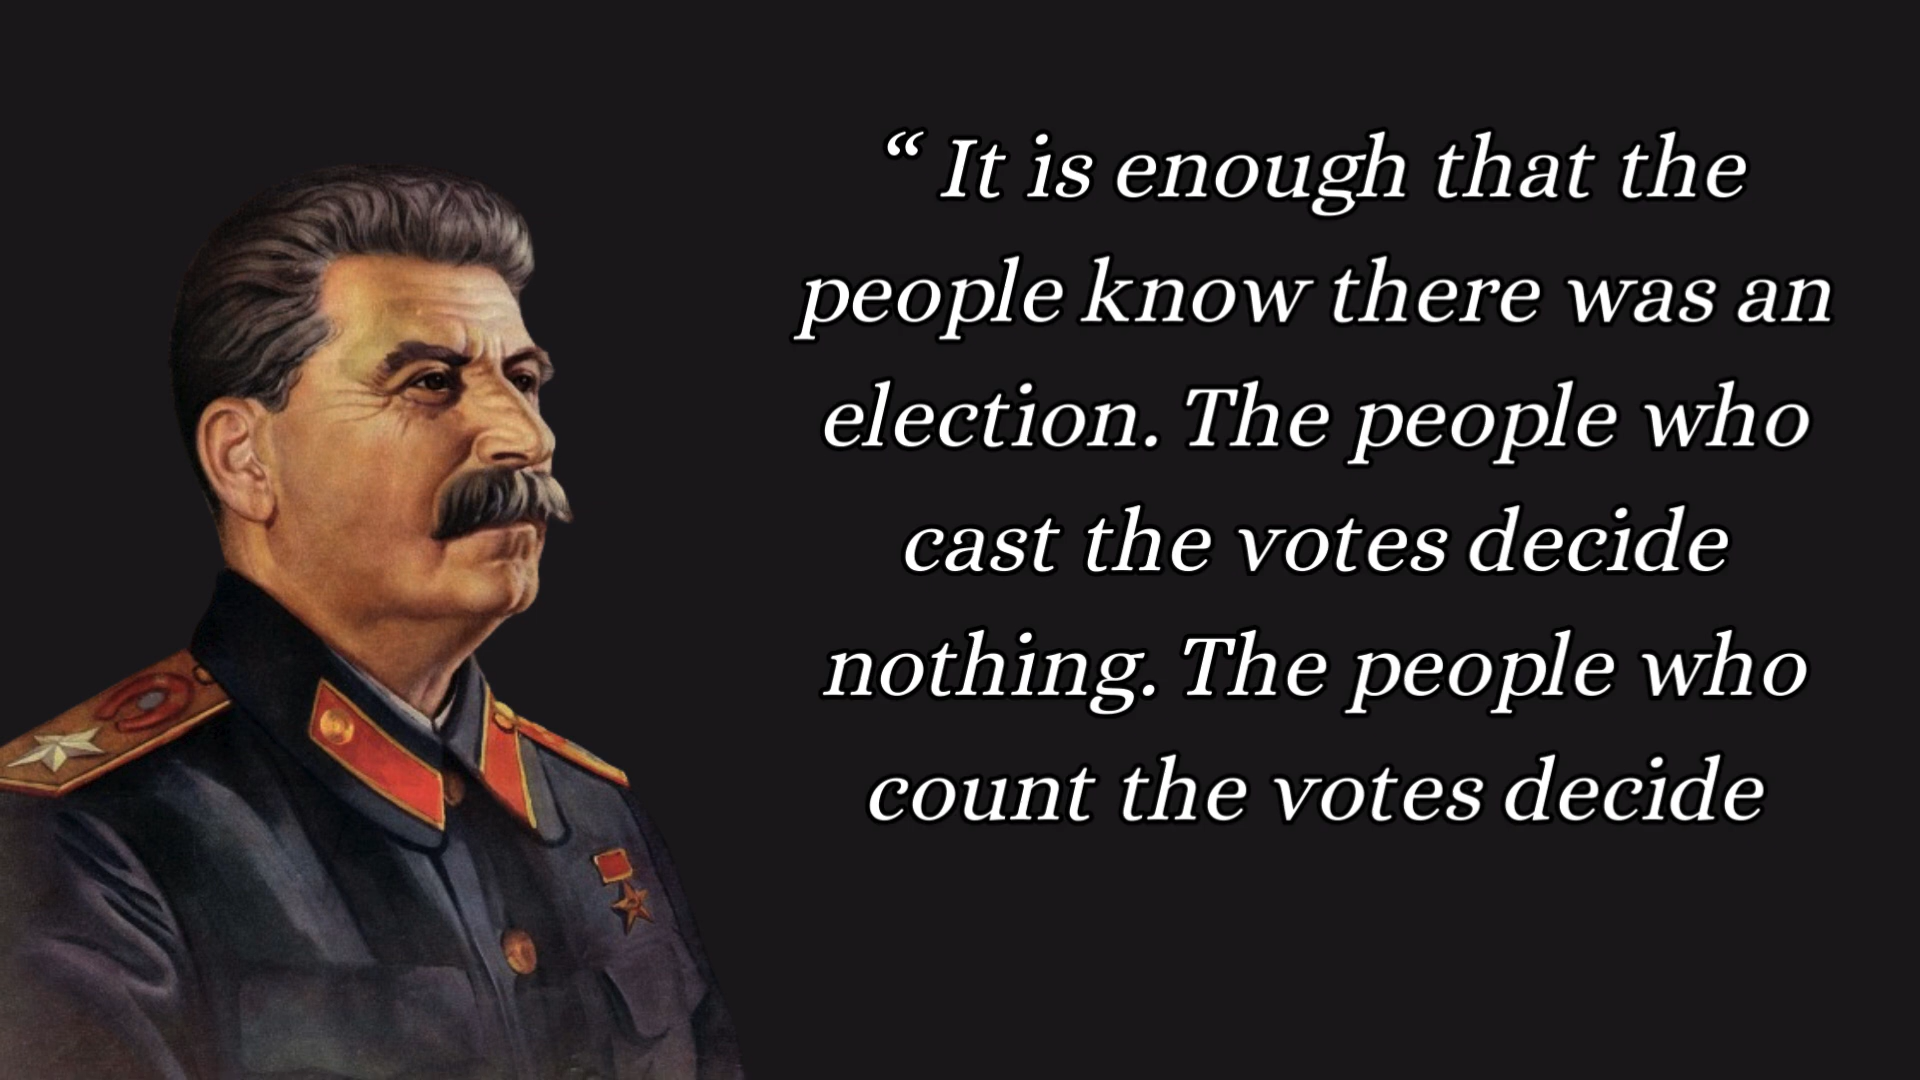 “ It is enough that the
people know there was an
election. The people who
cast the votes decide
nothing. The people who
count the votes decide